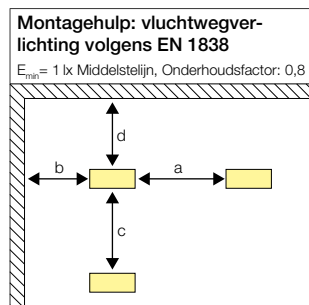 Montagehulp: vluchtwegver-
lichting volgens EN 1838
Emin= 1 lx Middelstelijn, Onderhoudsfactor: 0,8
d
b
a
c